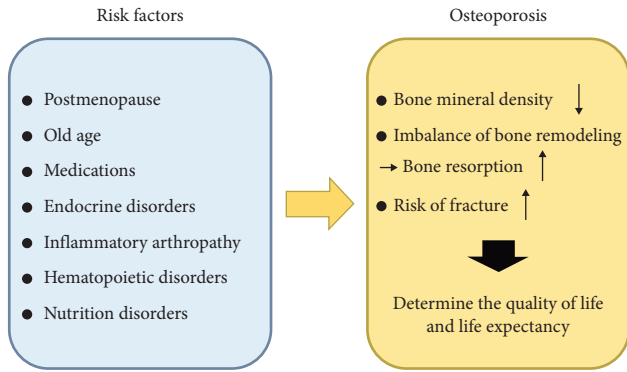 Risk factors
Postmenopause
Old age
Medications
Endocrine disorders
Inflammatory arthropathy
Hematopoietic disorders
Nutrition disorders
Osteoporosis
Bone mineral density ↓
Imbalance of bone remodeling
→ Bone resorption ↑
Risk of fracture ↑
Determine the quality of life
and life expectancy